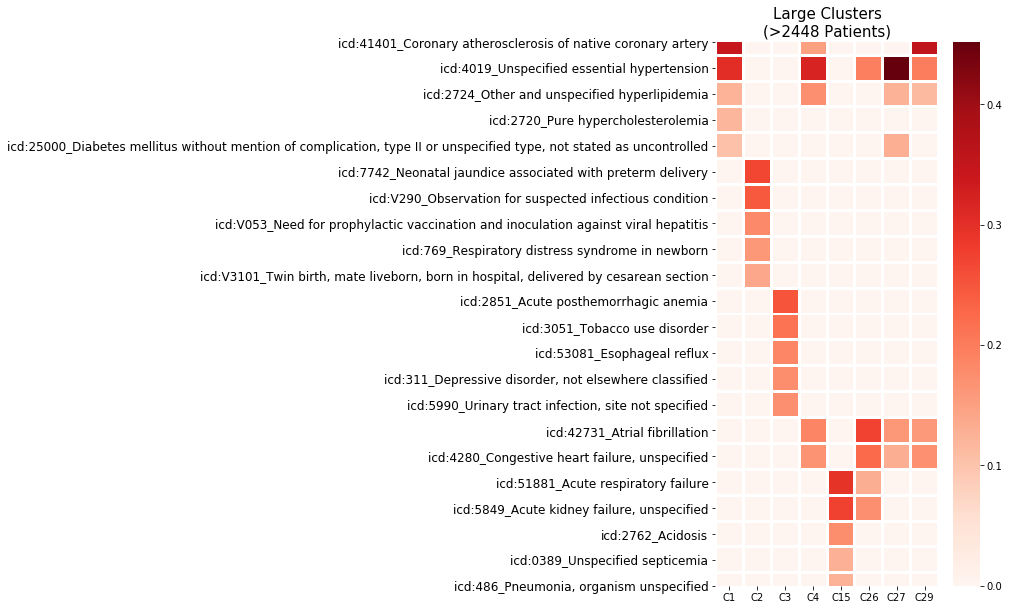 Large Clusters
(>2448 Patients)
icd:41401_Coronary atherosclerosis of native coronary artery
icd:4019_Unspecified essential hypertension
icd:2724_Other and unspecified hyperlipidemia
icd:2720_Pure hypercholesterolemia
icd:25000_Diabetes mellitus without mention of complication, type II or unspecified type, not stated as uncontrolled
icd:7742_Neonatal jaundice associated with preterm delivery
icd:V290_Observation for suspected infectious condition
icd:V053_Need for prophylactic vaccination and inoculation against viral hepatitis
icd:769_Respiratory distress syndrome in newborn
icd:V3101_Twin birth, mate liveborn, born in hospital, delivered by cesarean section
icd:2851_Acute posthemorrhagic anemia
icd:3051_Tobacco use disorder
icd:53081_Esophageal reflux
icd:311_Depressive disorder, not elsewhere classified
icd:5990_Urinary tract infection, site not specified
icd:42731_Atrial fibrillation
icd:4280_Congestive heart failure, unspecified
icd:51881_Acute respiratory failure
icd:5849_Acute kidney failure, unspecified
icd:2762_Acidosis
icd:0389_Unspecified septicemia
icd:486_Pneumonia, organism unspecified
C1 C2 C3 C4 C15 C26 C27 C29
0.4
0.3
0.2
0.1
0.0